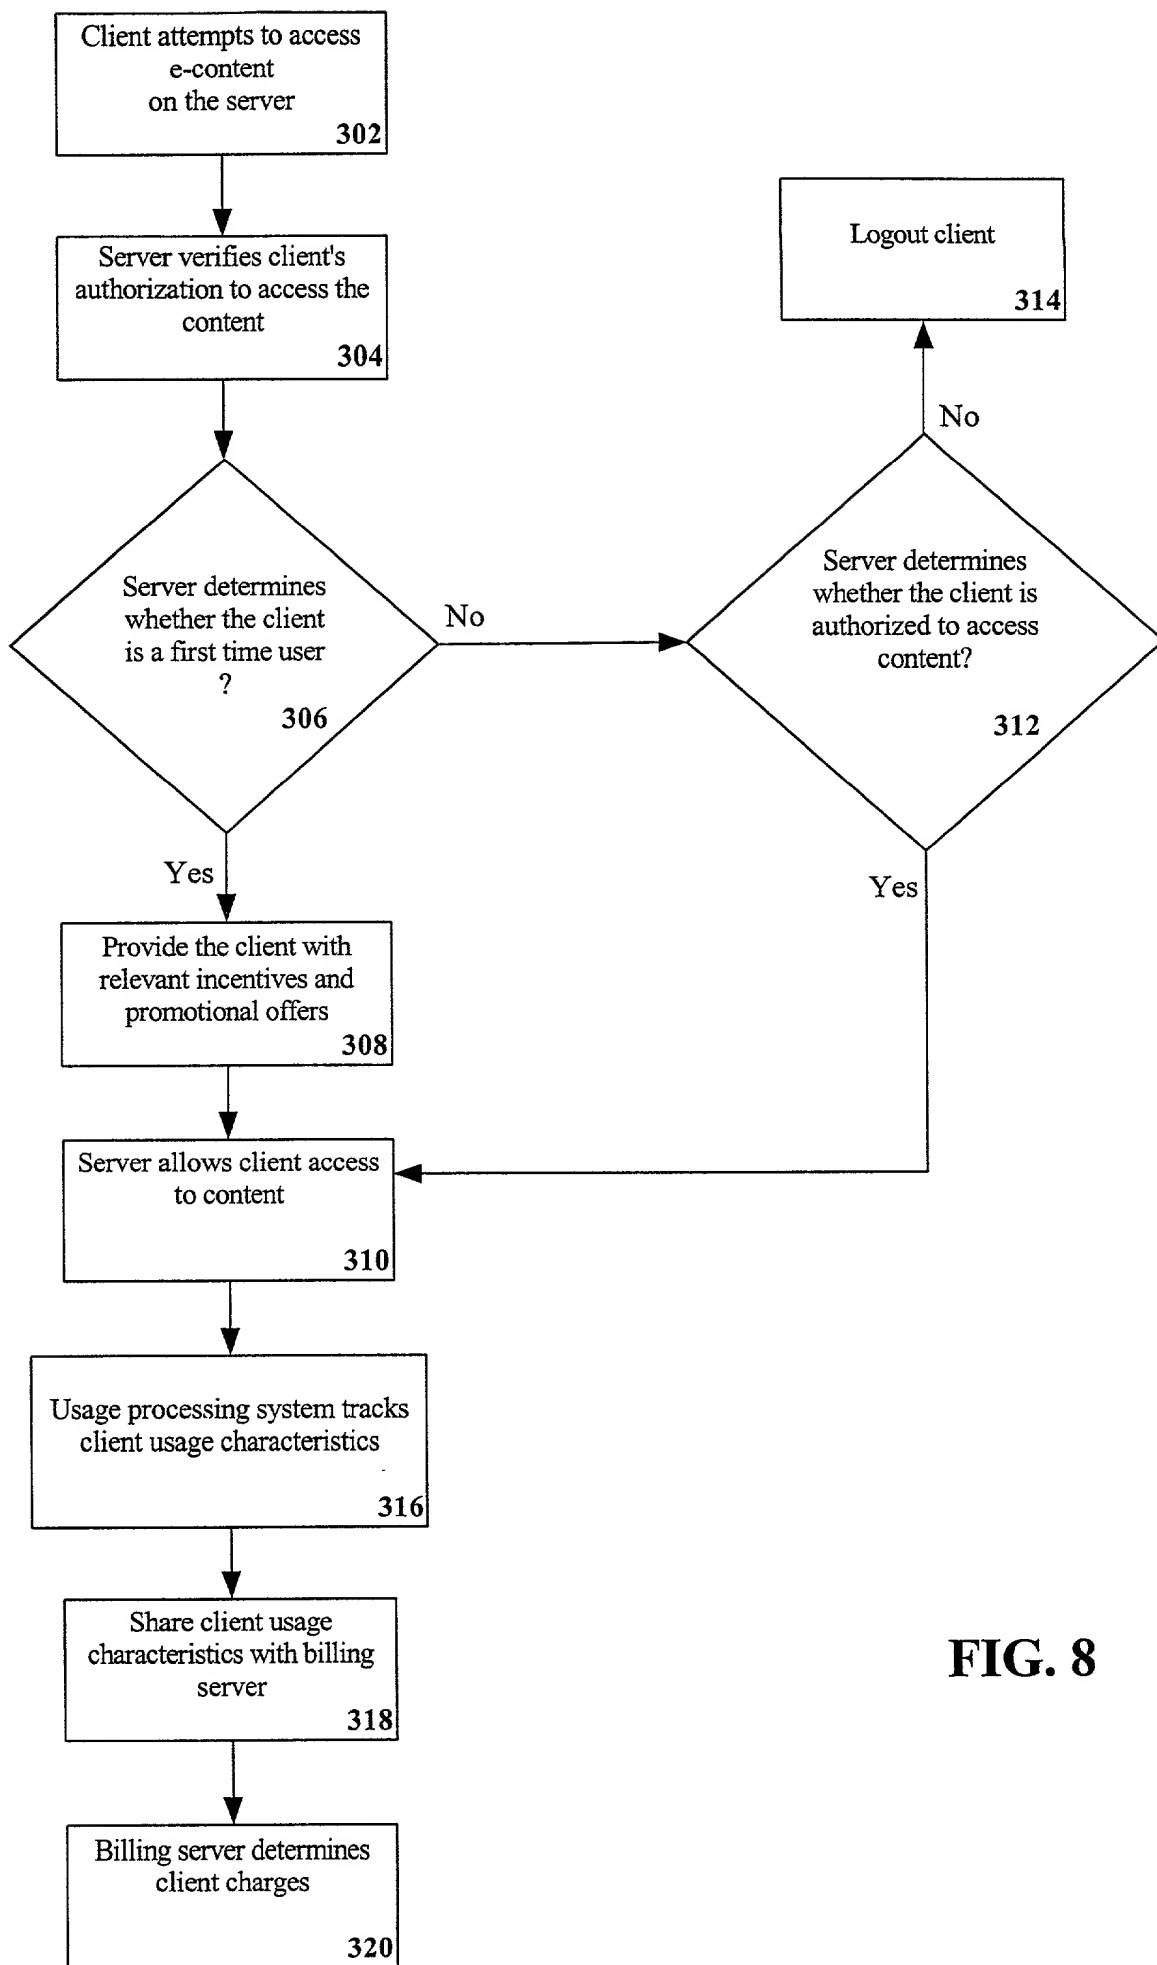 Client attempts to access
e-content
on the server
302
Server verifies client's
authorization to access the
content
304
Logout client
314
No
Server determines
whether the client
is a first time user
?
306
No
Server determines
whether the client is
authorized to access
content?
312
Yes
Yes
Provide the client with
relevant incentives and
promotional offers
308
Server allows client access
to content
310
Usage processing system tracks
client usage characteristics
316
Share client usage
characteristics with billing
server
318
FIG. 8
Billing server determines
client charges
320